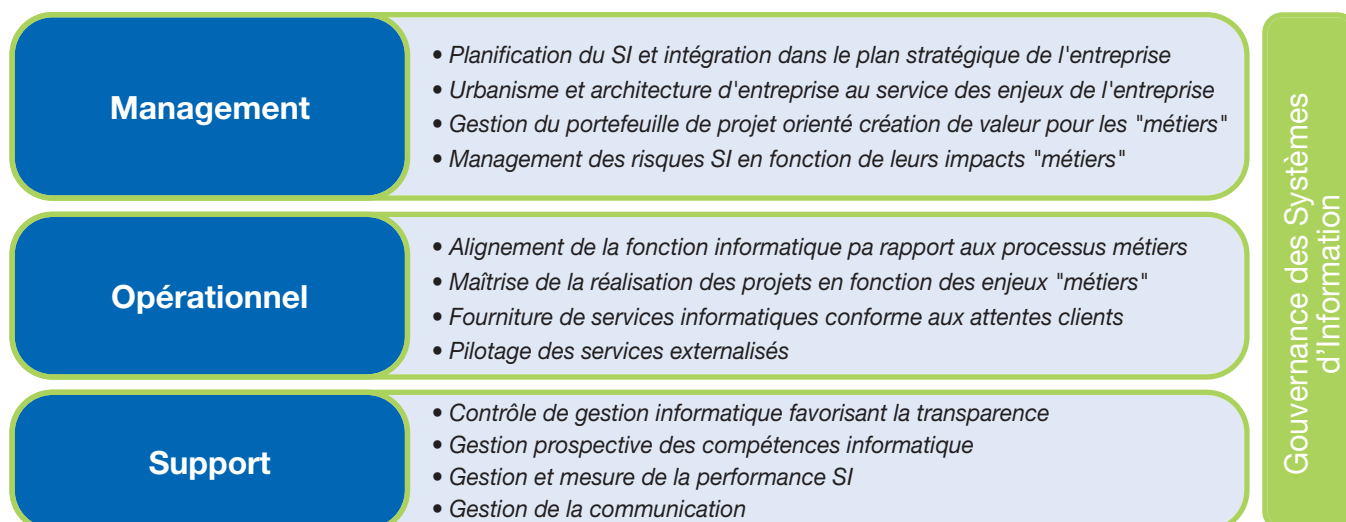 Management
• Planification du SI et intégration dans le plan stratégique de l'entreprise
• Urbanisme et architecture d'entreprise au service des enjeux de l'entreprise
• Gestion du portefeuille de projet orienté création de valeur pour les "métiers"
• Management des risques SI en fonction de leurs impacts "métiers"
Opérationnel
• Alignement de la fonction informatique pa rapport aux processus métiers
• Maîtrise de la réalisation des projets en fonction des enjeux "métiers"
• Fourniture de services informatiques conforme aux attentes clients
• Pilotage des services externalisés
Support
• Contrôle de gestion informatique favorisant la transparence
• Gestion prospective des compétences informatique
• Gestion et mesure de la performance SI
• Gestion de la communication
Gouvernance des Systèmes
d'Information